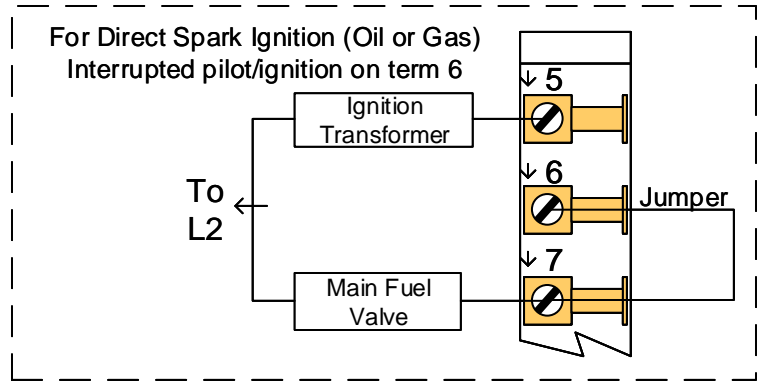 For Direct Spark Ignition (Oil or Gas)
Interrupted pilot/ignition on term 6
5
Ignition
Transformer
6
To
L2
Jumper
7
Main Fuel
Valve